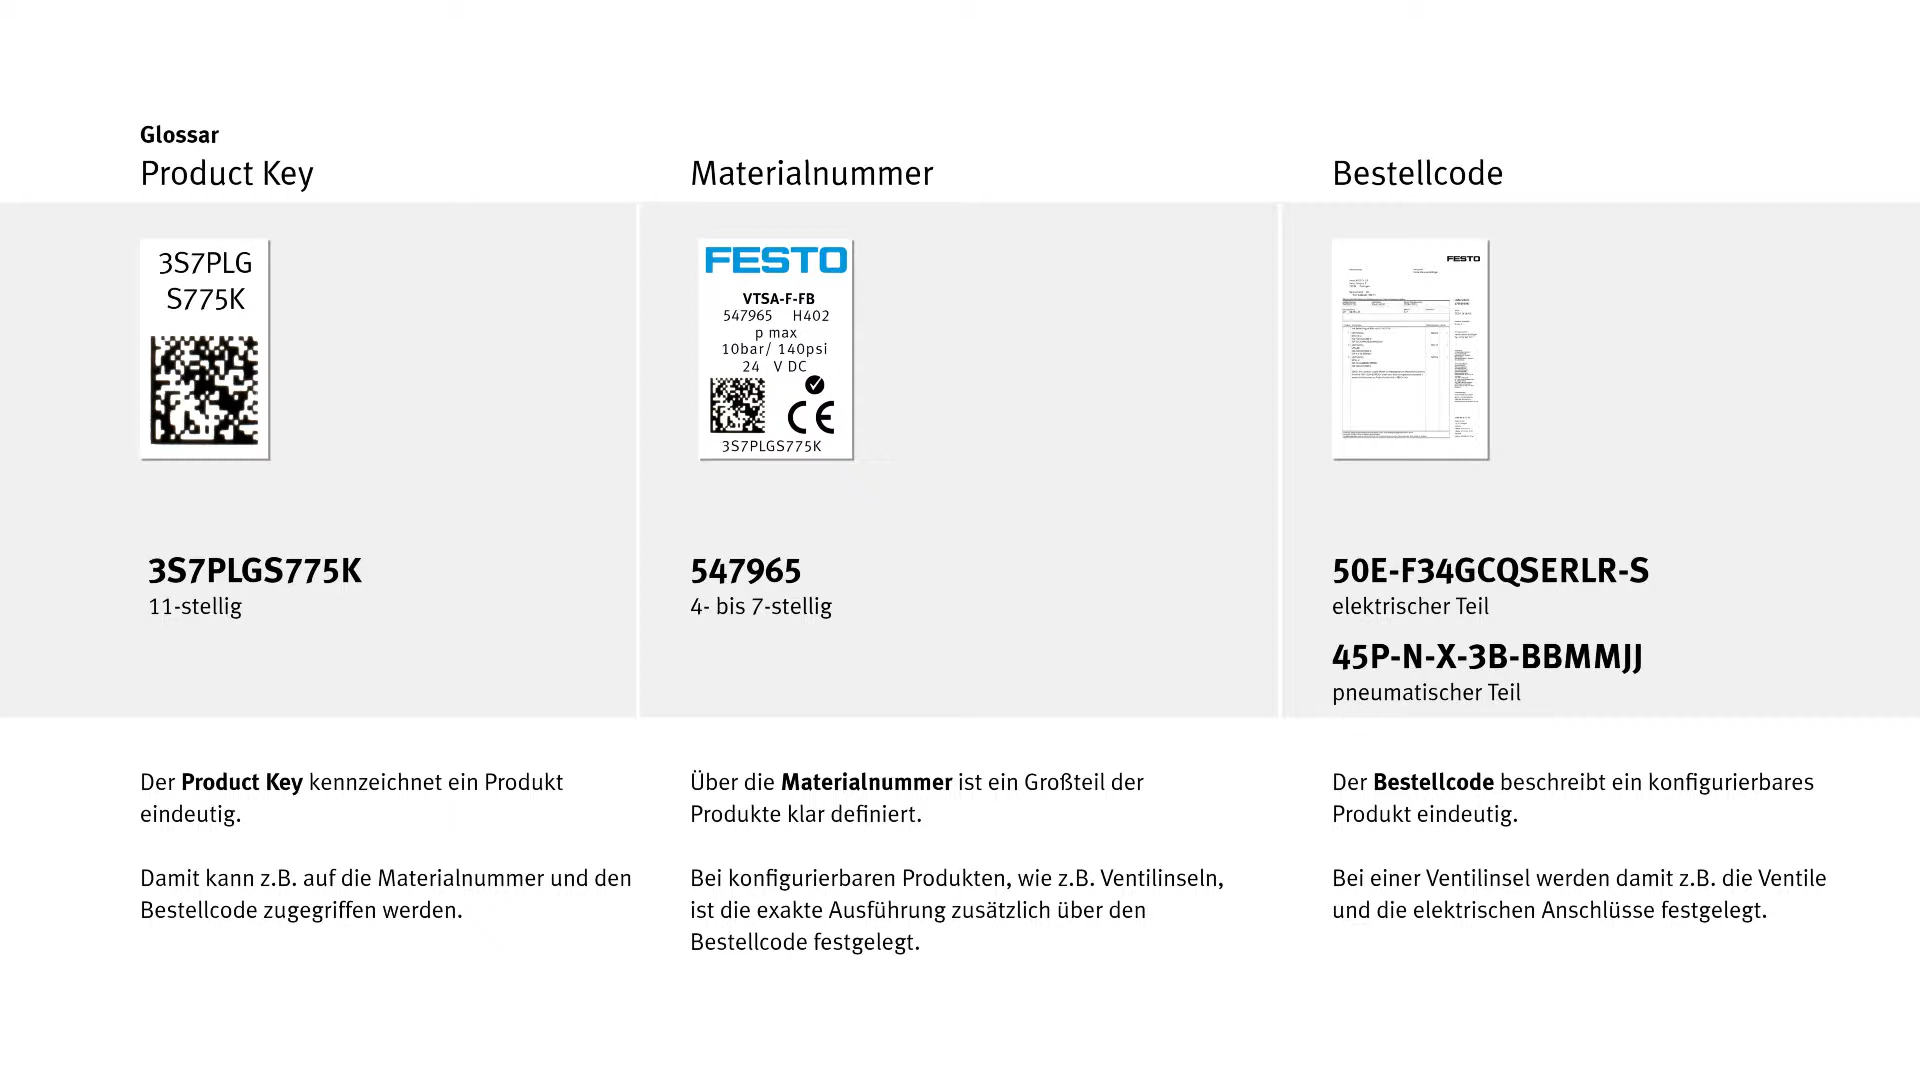 Glossar
Product Key
3S7PLG
S775K
3S7PLGS775K
11-stellig
Der Product Key kennzeichnet ein Produkt
eindeutig.
Damit kann z.B. auf die Materialnummer und den
Bestellcode zugegriffen werden.
Materialnummer
FESTO
VTSA-F-FB
547965 H402
p max
10bar/ 140psi
24 V DC
CE
3S7PLGS775K
547965
4- bis 7-stellig
Über die Materialnummer ist ein Großteil der
Produkte klar definiert.
Bei konfigurierbaren Produkten, wie z.B. Ventilinseln,
ist die exakte Ausführung zusätzlich über den
Bestellcode festgelegt.
Bestellcode
FESTO
50E-F34GCQSERLR-S
elektrischer Teil
45P-N-X-3B-BBMMJJ
pneumatischer Teil
Der Bestellcode beschreibt ein konfigurierbares
Produkt eindeutig.
Bei einer Ventilinsel werden damit z.B. die Ventile
und die elektrischen Anschlüsse festgelegt.